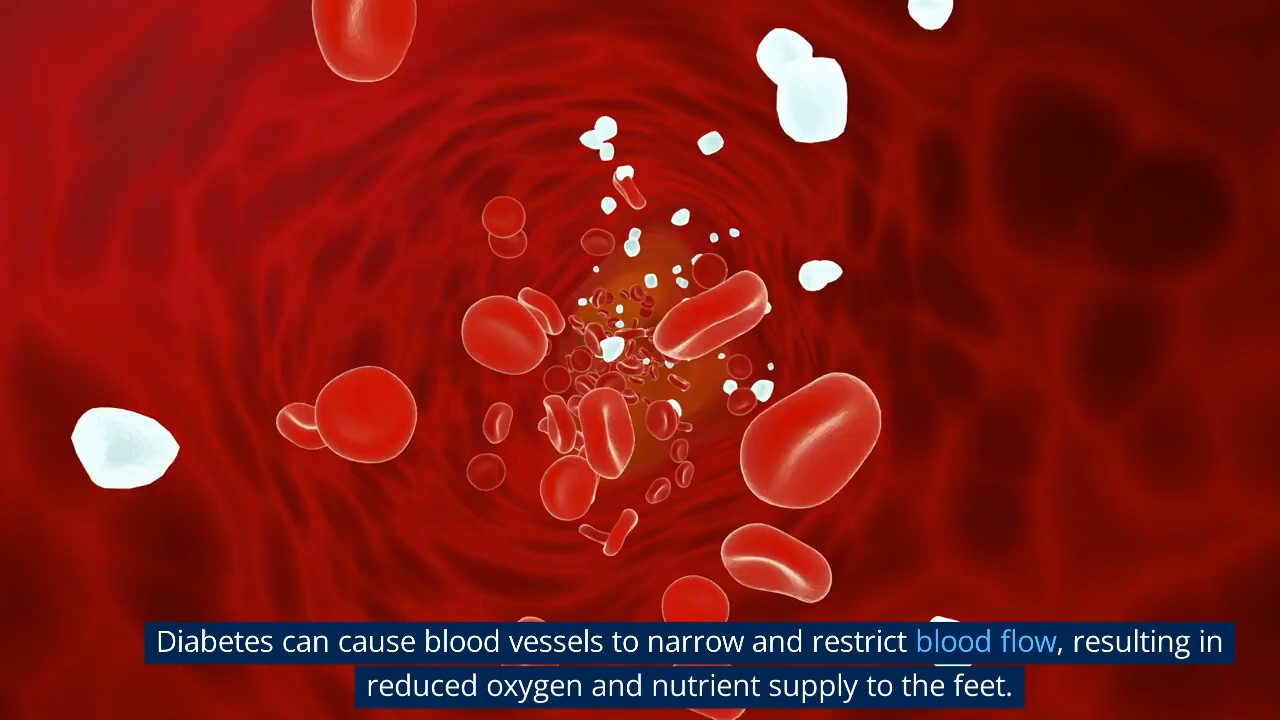 Diabetes can cause blood vessels to narrow and restrict blood flow, resulting in
reduced oxygen and nutrient supply to the feet.